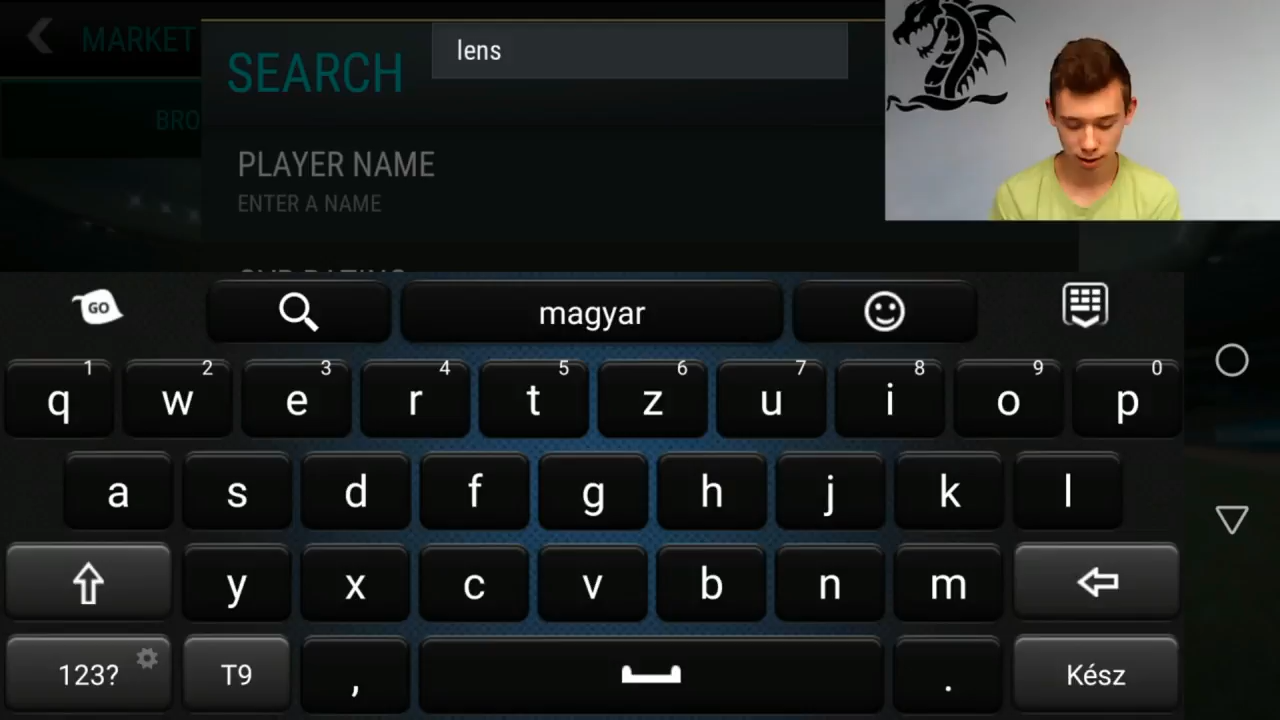 MARKET
lens
SEARCH
BRO
PLAYER NAME
ENTER A NAME
GO
magyar
1 2 3 4 5 6 7 8 9 0
q w e r t z u i o p
a s d f g h j k l
y x c v b n m
123? T9 , . Kész